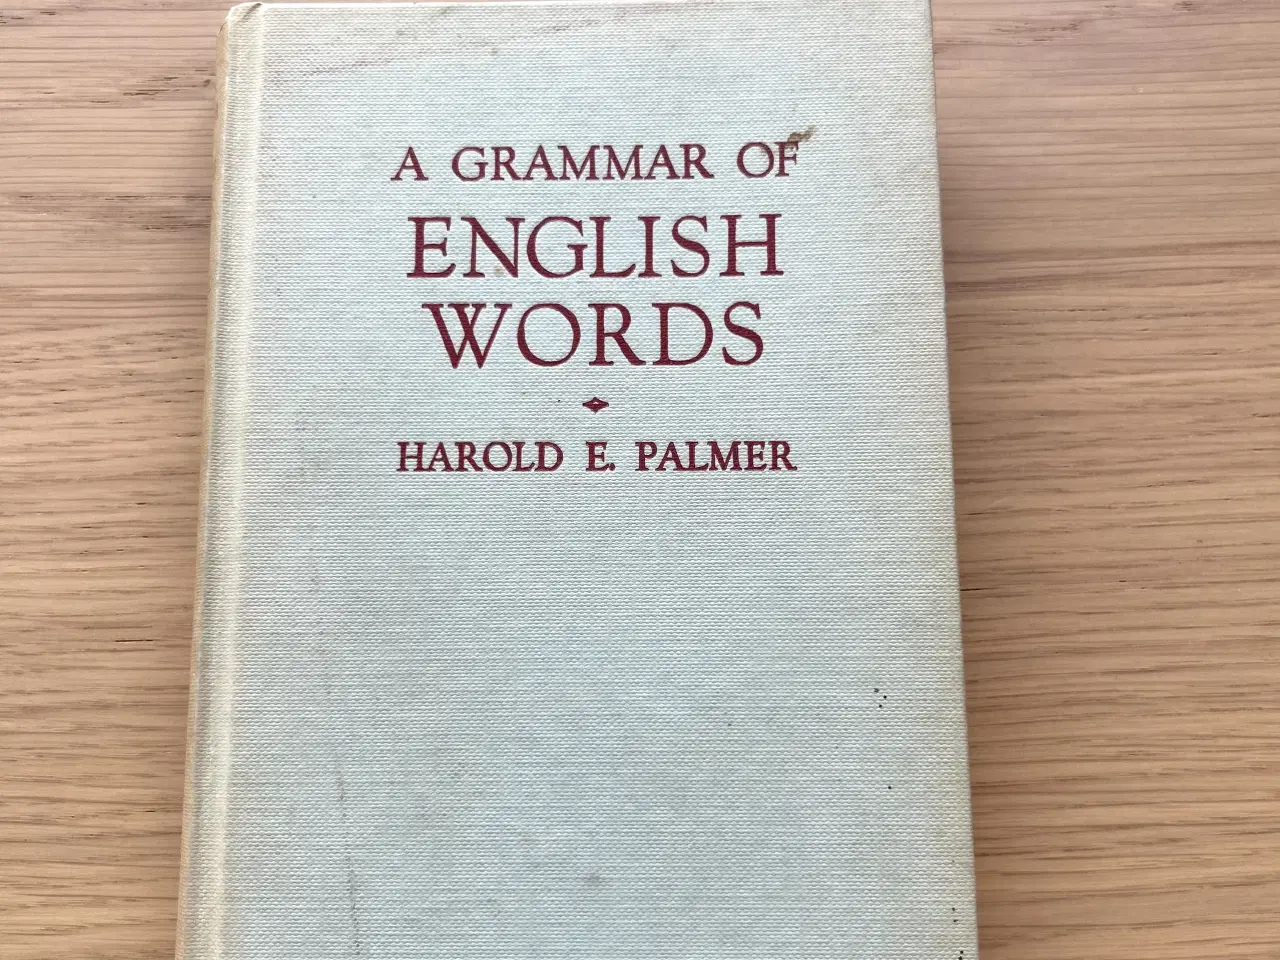 A GRAMMAR OF
ENGLISH
WORDS
HAROLD E. PALMER